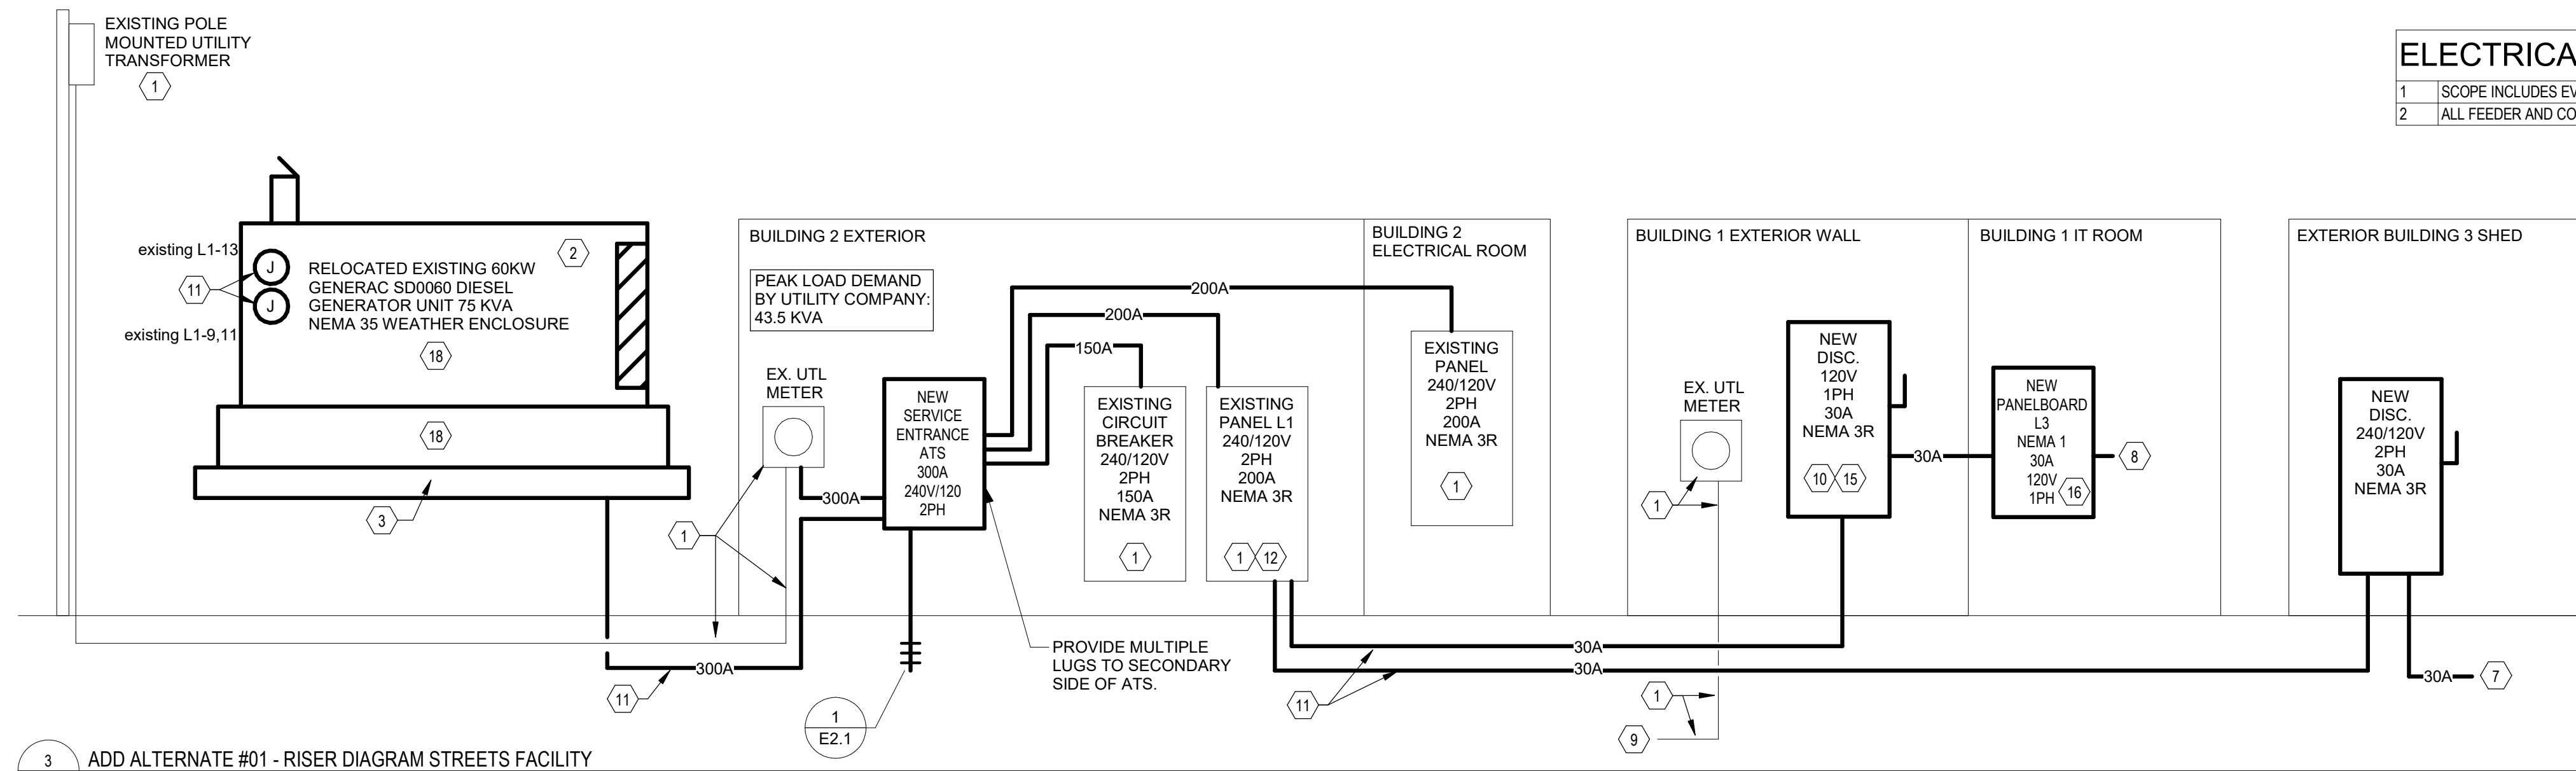 EXISTING POLE
MOUNTED UTILITY
TRANSFORMER
1
ELECTRICA
1 SCOPE INCLUDES EV
2 ALL FEEDER AND CO
existing L1-13
J
11
J
existing L1-9,11
2
RELOCATED EXISTING 60KW
GENERAC SD0060 DIESEL
GENERATOR UNIT 75 KVA
NEMA 35 WEATHER ENCLOSURE
18
18
3
11
300A
BUILDING 2 EXTERIOR
PEAK LOAD DEMAND
BY UTILITY COMPANY:
43.5 KVA
EX. UTL
METER
1
300A
NEW
SERVICE
ENTRANCE
ATS
300A
240V/120
2PH
1
E2.1
PROVIDE MULTIPLE
LUGS TO SECONDARY
SIDE OF ATS.
200A
200A
150A
EXISTING
CIRCUIT
BREAKER
240/120V
2PH
150A
NEMA 3R
1
EXISTING
PANEL L1
240/120V
2PH
200A
NEMA 3R
1 12
BUILDING 2
ELECTRICAL ROOM
EXISTING
PANEL
240/120V
2PH
200A
NEMA 3R
1
11
30A
30A
BUILDING 1 EXTERIOR WALL
EX. UTL
METER
1
1
9
NEW
DISC.
120V
1PH
30A
NEMA 3R
10 15
30A
BUILDING 1 IT ROOM
NEW
PANELBOARD
L3
NEMA 1
30A
120V
1PH 16
8
EXTERIOR BUILDING 3 SHED
NEW
DISC.
240/120V
2PH
30A
NEMA 3R
30A
7
3 ADD ALTERNATE #01 - RISER DIAGRAM STREETS FACILITY